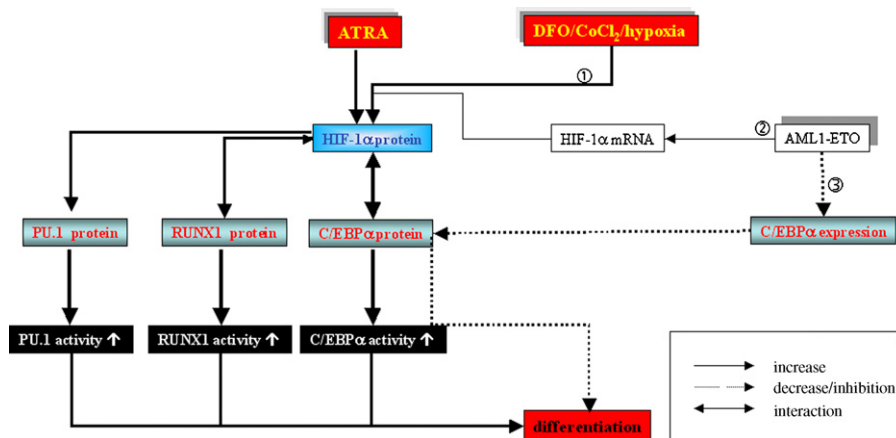 ATRA
DFO/CoCl₂/hypoxia
①
HIF-1α protein
HIF-1α mRNA
②
AML1-ETO
③
PU.1 protein
RUNX1 protein
C/EBPα protein
C/EBPα expression
PU.1 activity ↑
RUNX1 activity ↑
C/EBPα activity ↑
increase
decrease/inhibition
interaction
differentiation